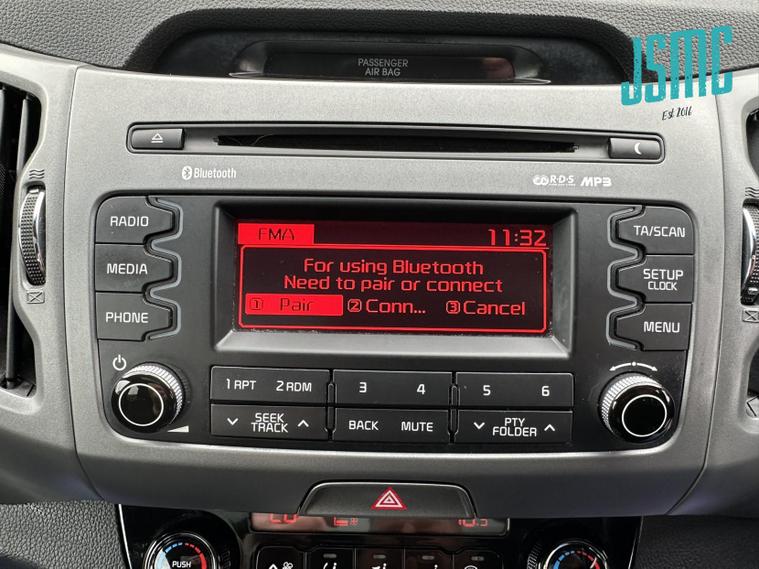 PASSENGER
AIR BAG
JSMC
Est 2016
Bluetooth
R·D·S
MP3
RADIO
MEDIA
PHONE
FM/A
11:32
For using Bluetooth
Need to pair or connect
1 Pair 2 Conn... 3 Cancel
TA/SCAN
SETUP
CLOCK
MENU
1 RPT 2 RDM 3 4 5 6
SEEK
TRACK
BACK MUTE
PTY
FOLDER
PUSH